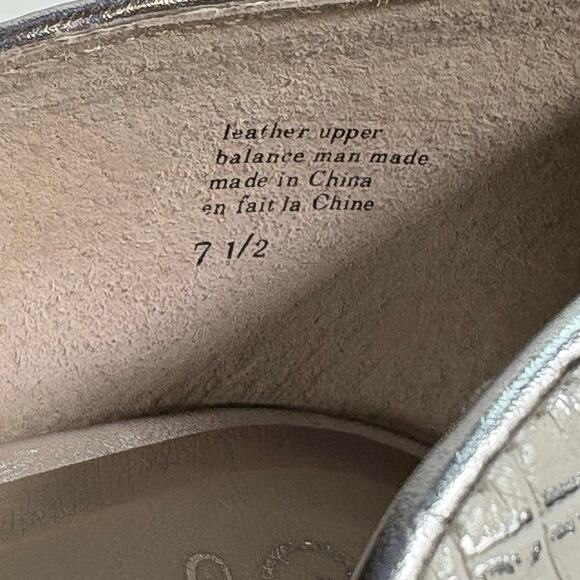 leather upper
balance man made
made in China
en fait la Chine
7 1/2